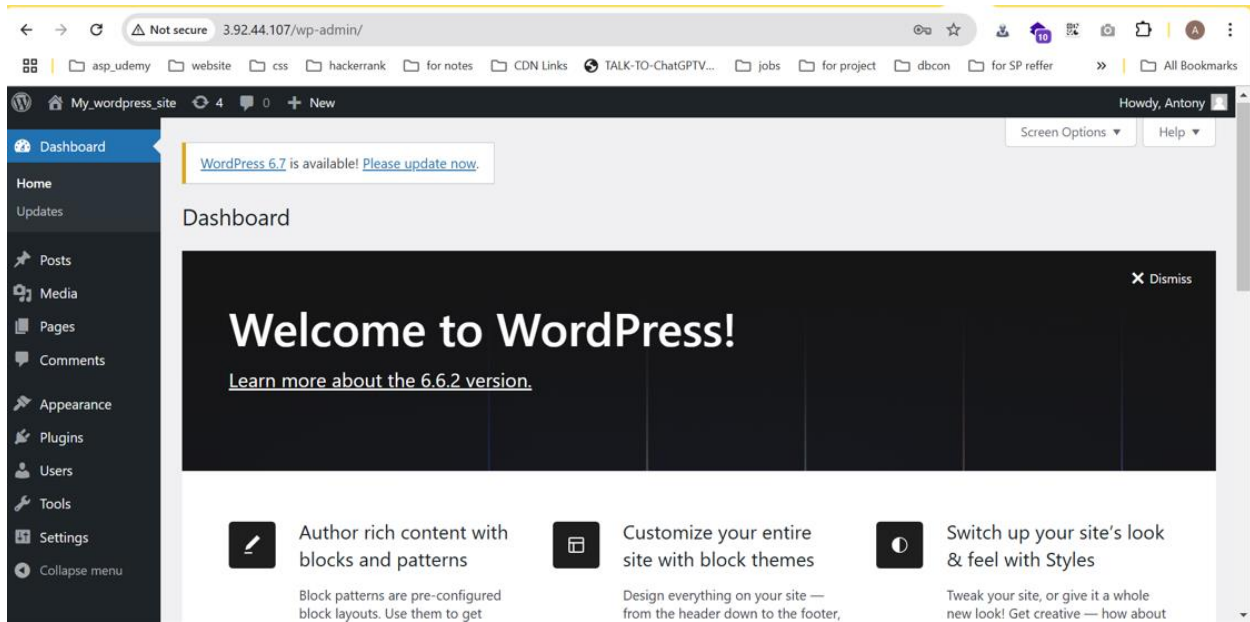 Not secure 3.92.44.107/wp-admin/
10
A
asp_udemy website css hackerrank for notes CDN Links TALK-TO-ChatGPTV... jobs for project dbcon for SP reffer » All Bookmarks
My_wordpress_site 4 0 + New Howdy, Antony
Screen Options ▼ Help ▼
Dashboard
Home
Updates
Posts
Media
Pages
Comments
Appearance
Plugins
Users
Tools
Settings
Collapse menu
WordPress 6.7 is available! Please update now.
Dashboard
Dismiss
Welcome to WordPress!
Learn more about the 6.6.2 version.
Author rich content with
blocks and patterns
Block patterns are pre-configured
block layouts. Use them to get
Customize your entire
site with block themes
Design everything on your site —
from the header down to the footer,
Switch up your site’s look
& feel with Styles
Tweak your site, or give it a whole
new look! Get creative — how about